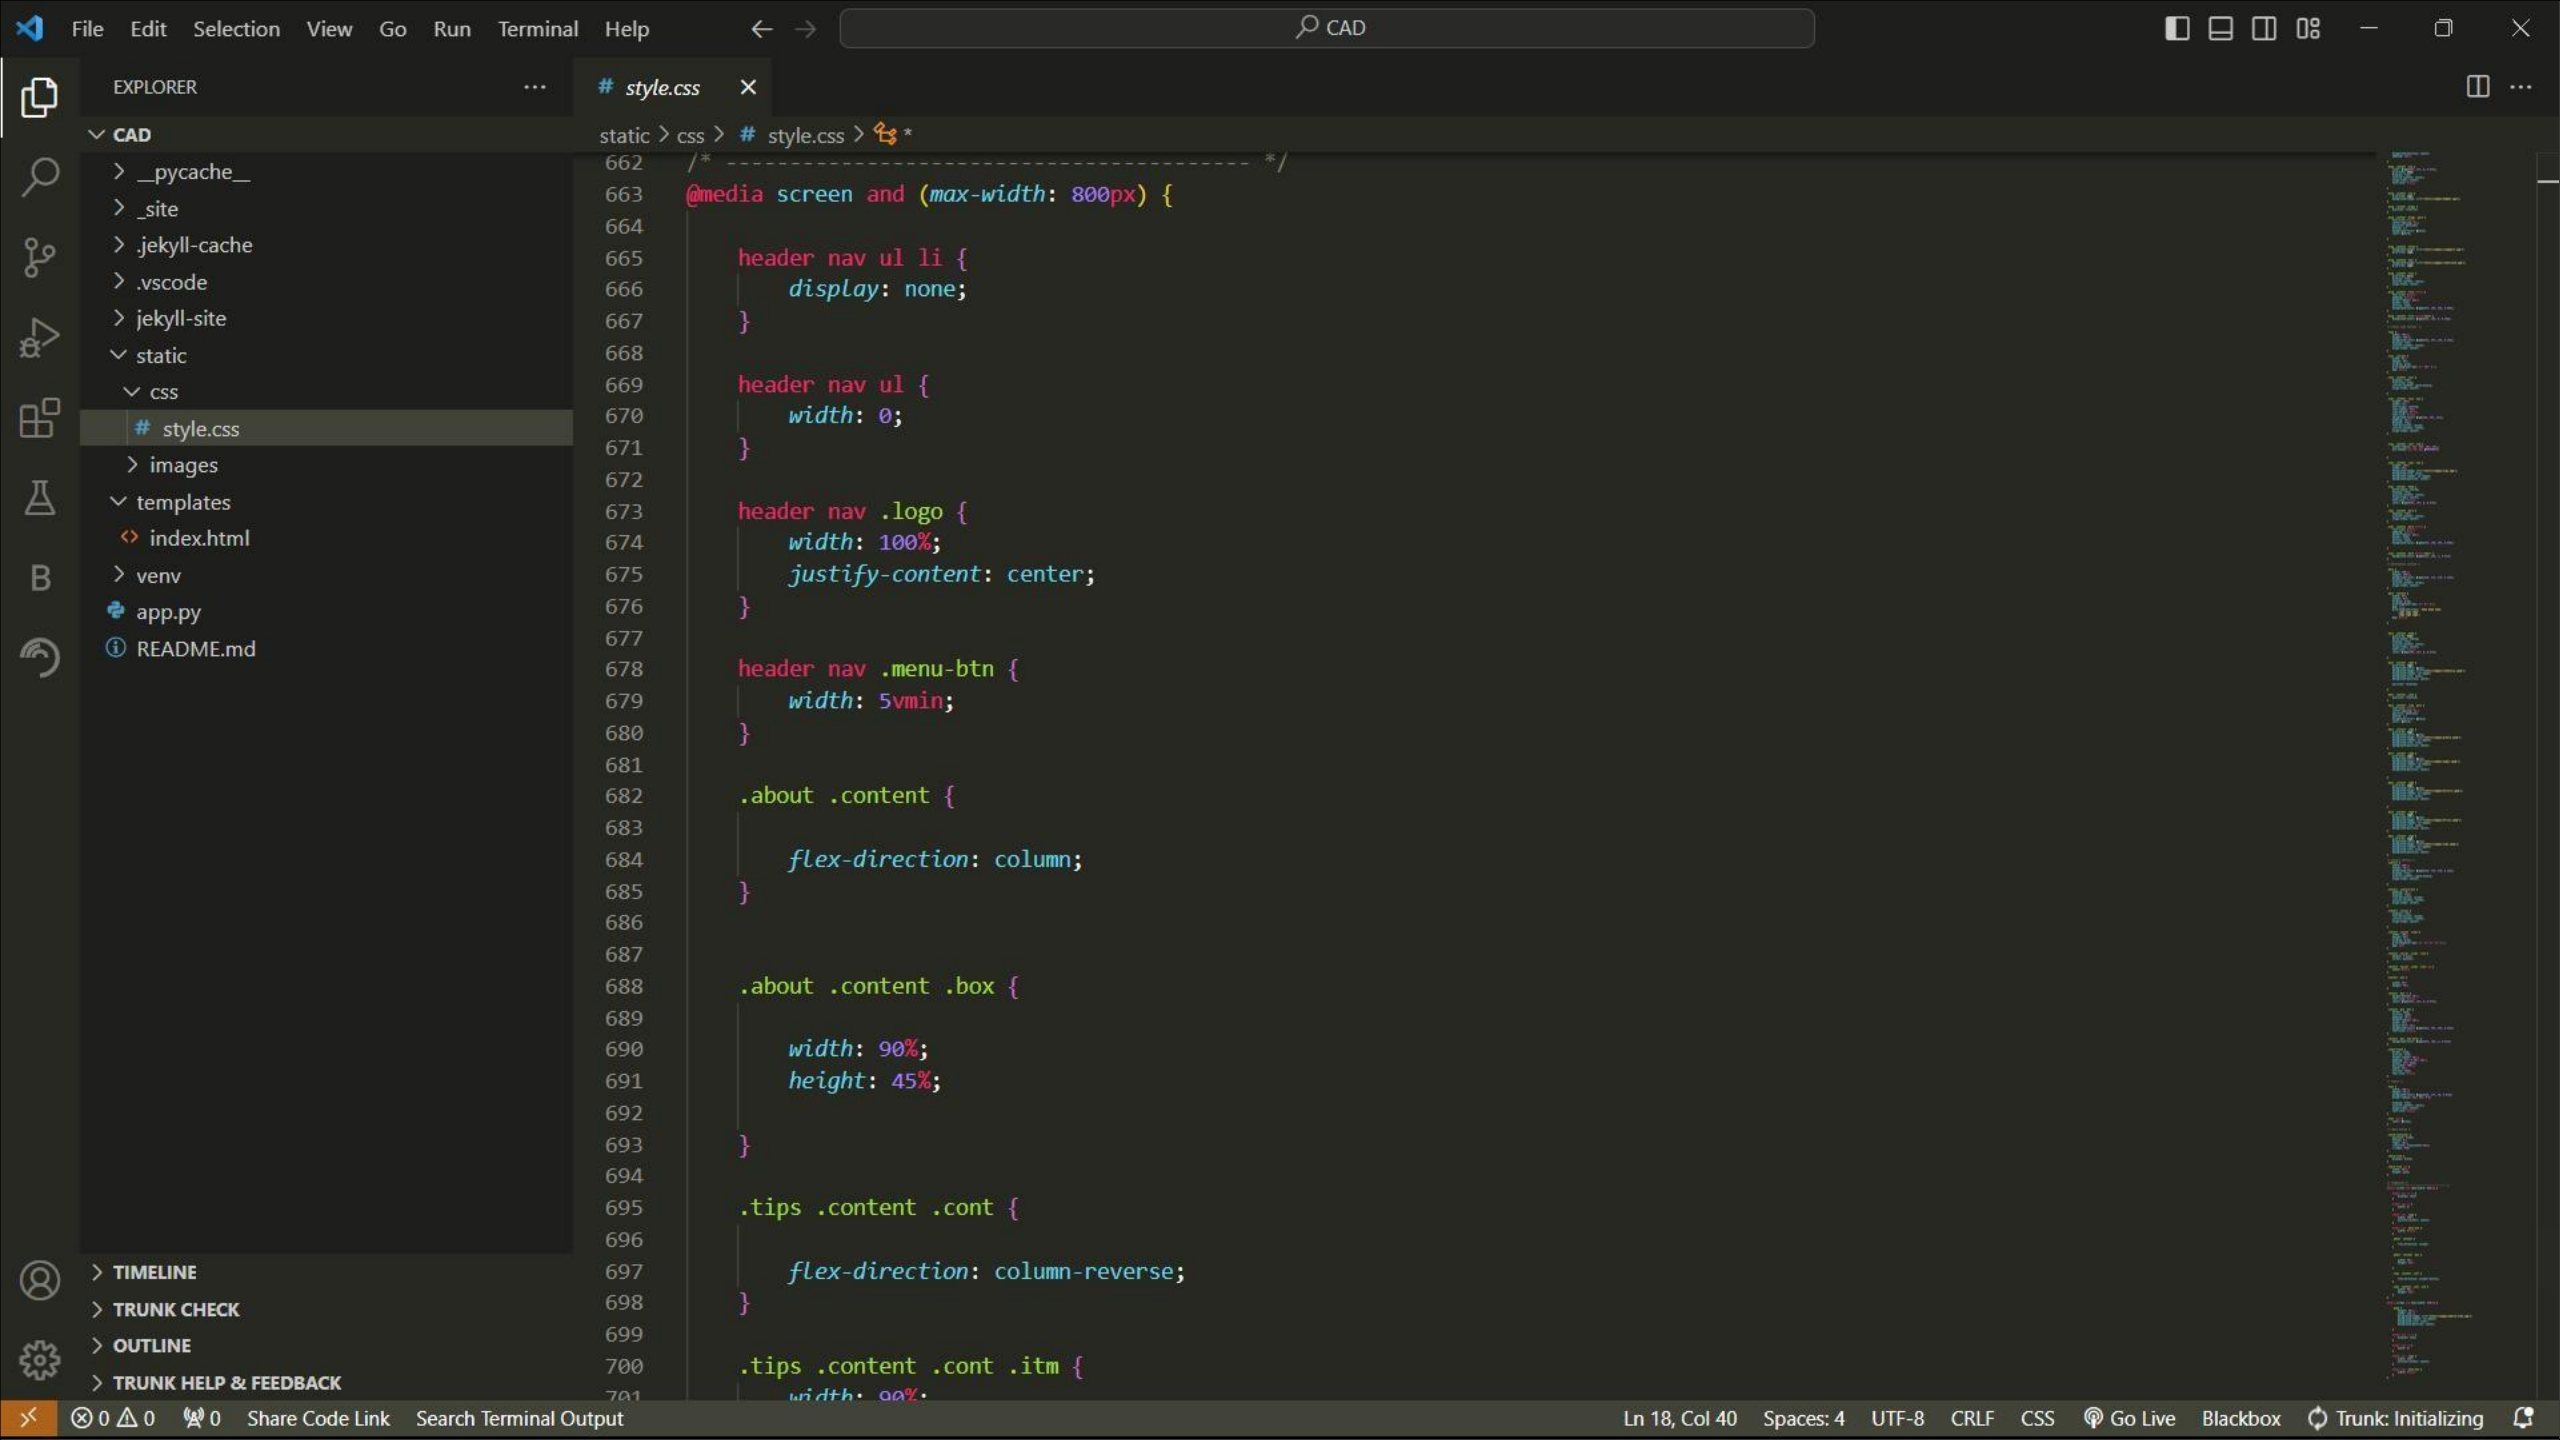 File Edit Selection View Go Run Terminal Help
CAD
EXPLORER
CAD
__pycache__
_site
.jekyll-cache
.vscode
jekyll-site
static
css
# style.css
images
templates
<> index.html
venv
app.py
README.md
TIMELINE
TRUNK CHECK
OUTLINE
TRUNK HELP & FEEDBACK
# style.css
static > css > # style.css > *
662 /* ----------------------------------------- */
663 @media screen and (max-width: 800px) {
664
665 header nav ul li {
666 display: none;
667 }
668
669 header nav ul {
670 width: 0;
671 }
672
673 header nav .logo {
674 width: 100%;
675 justify-content: center;
676 }
677
678 header nav .menu-btn {
679 width: 5vmin;
680 }
681
682 .about .content {
683
684 flex-direction: column;
685 }
686
687
688 .about .content .box {
689
690 width: 90%;
691 height: 45%;
692
693 }
694
695 .tips .content .cont {
696
697 flex-direction: column-reverse;
698 }
699
700 .tips .content .cont .itm {
701 width: 90%;
0 0 0 Share Code Link Search Terminal Output Ln 18, Col 40 Spaces: 4 UTF-8 CRLF CSS Go Live Blackbox Trunk: Initializing